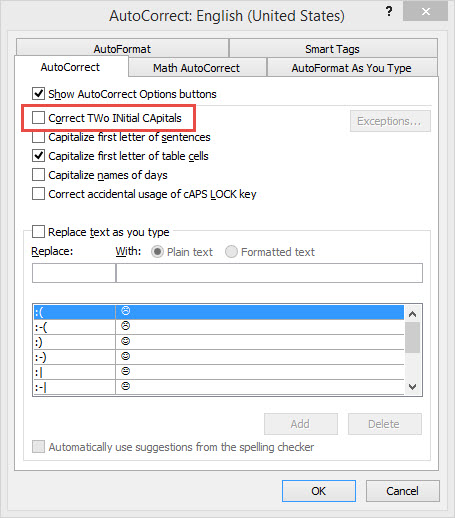 AutoCorrect: English (United States)
AutoFormat Smart Tags
AutoCorrect Math AutoCorrect AutoFormat As You Type
Show AutoCorrect Options buttons
Correct TWo INitial CApitals Exceptions...
Capitalize first letter of sentences
Capitalize first letter of table cells
Capitalize names of days
Correct accidental usage of cAPS LOCK key
Replace text as you type
Replace: With: Plain text Formatted text
:( ☹
:-( ☹
:) ☺
:-) ☺
:| 😐
:-| 😐
Add Delete
Automatically use suggestions from the spelling checker
OK Cancel